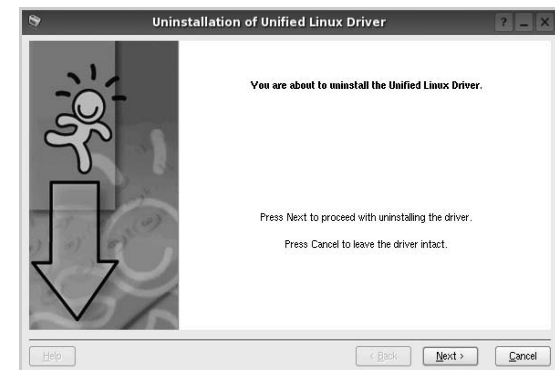 Uninstallation of Unified Linux Driver
You are about to uninstall the Unified Linux Driver.
Press Next to proceed with uninstalling the driver.
Press Cancel to leave the driver intact.
Help
< Back
Next >
Cancel